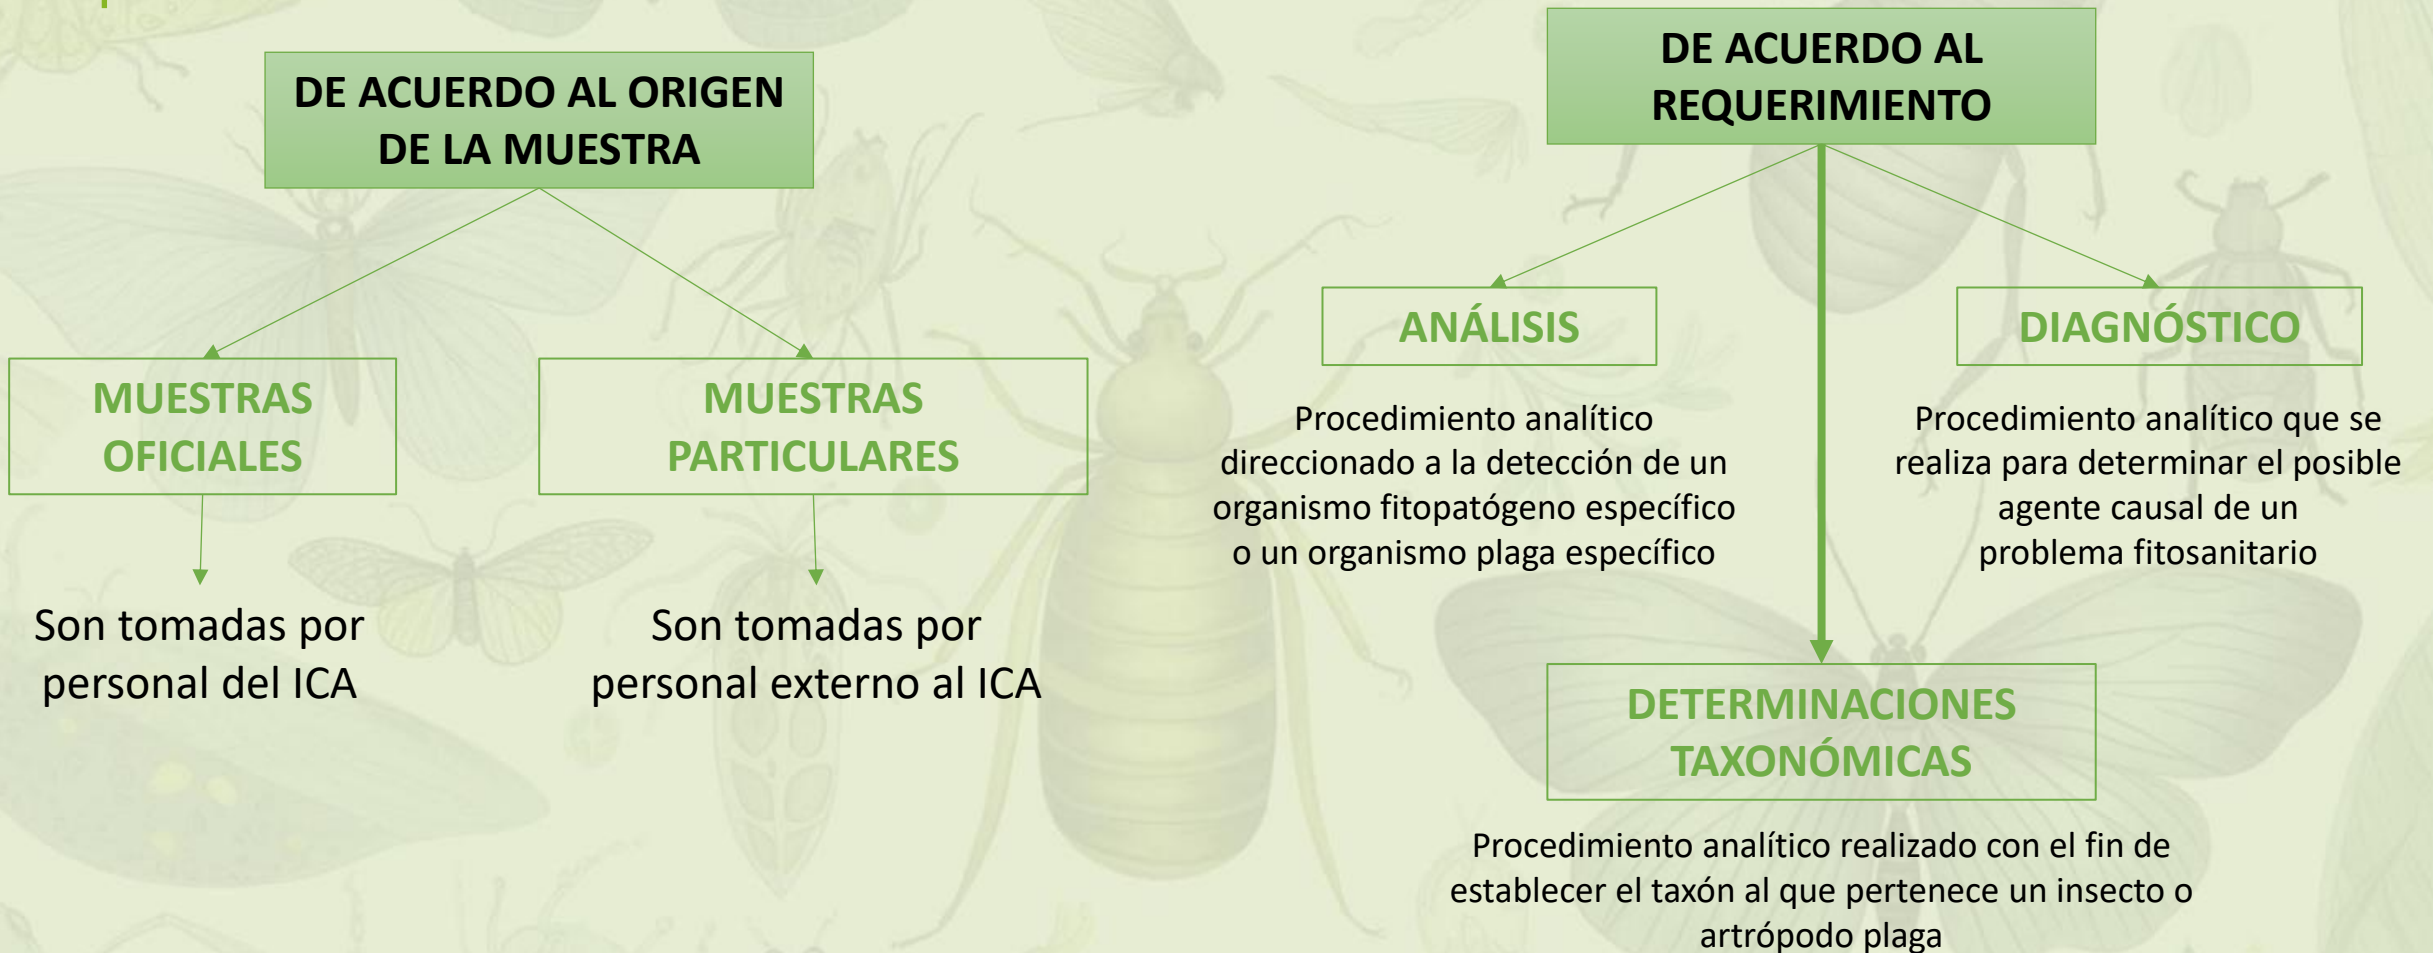 DE ACUERDO AL ORIGEN
DE LA MUESTRA
MUESTRAS
OFICIALES
Son tomadas por
personal del ICA
MUESTRAS
PARTICULARES
Son tomadas por
personal externo al ICA
DE ACUERDO AL
REQUERIMIENTO
ANÁLISIS
Procedimiento analítico
direccionado a la detección de un
organismo fitopatógeno específico
o un organismo plaga específico
DIAGNÓSTICO
Procedimiento analítico que se
realiza para determinar el posible
agente causal de un
problema fitosanitario
DETERMINACIONES
TAXONÓMICAS
Procedimiento analítico realizado con el fin de
establecer el taxón al que pertenece un insecto o
artrópodo plaga